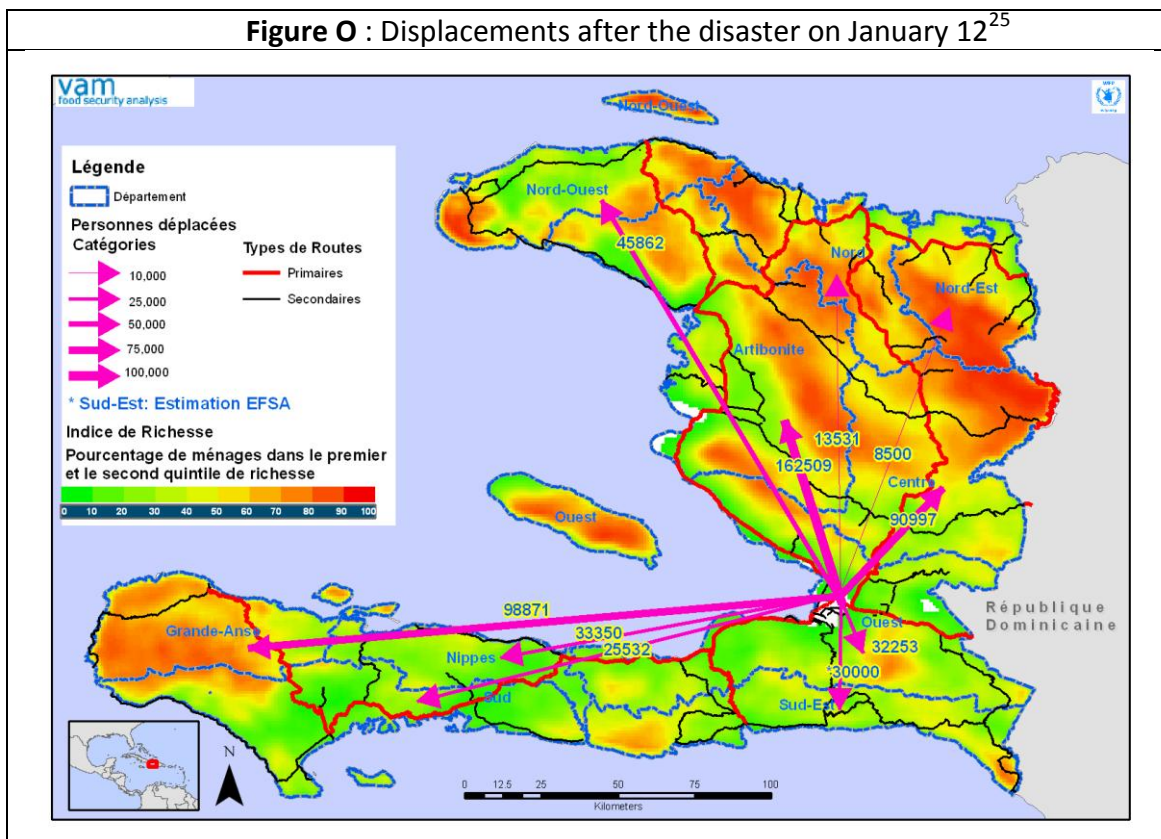 Figure O : Displacements after the disaster on January 12²⁵
vam
food security analysis
Légende
Département
Personnes déplacées
Catégories
10,000
25,000
50,000
75,000
100,000
Types de Routes
Primaires
Secondaires
* Sud-Est: Estimation EFSA
Indice de Richesse
Pourcentage de ménages dans le premier
et le second quintile de richesse
0 10 20 30 40 50 60 70 80 90 100
Nord-Ouest
Nord-Ouest
45862
Nord
Nord-Est
Artibonite
13531
162509
8500
Centre
90997
Ouest
98871
Grande-Anse
33350
25532
Nippes
Sud
Ouest
32253
*30000
Sud-Est
République
Dominicaine
N
0 12.5 25 50 75 100
Kilometers